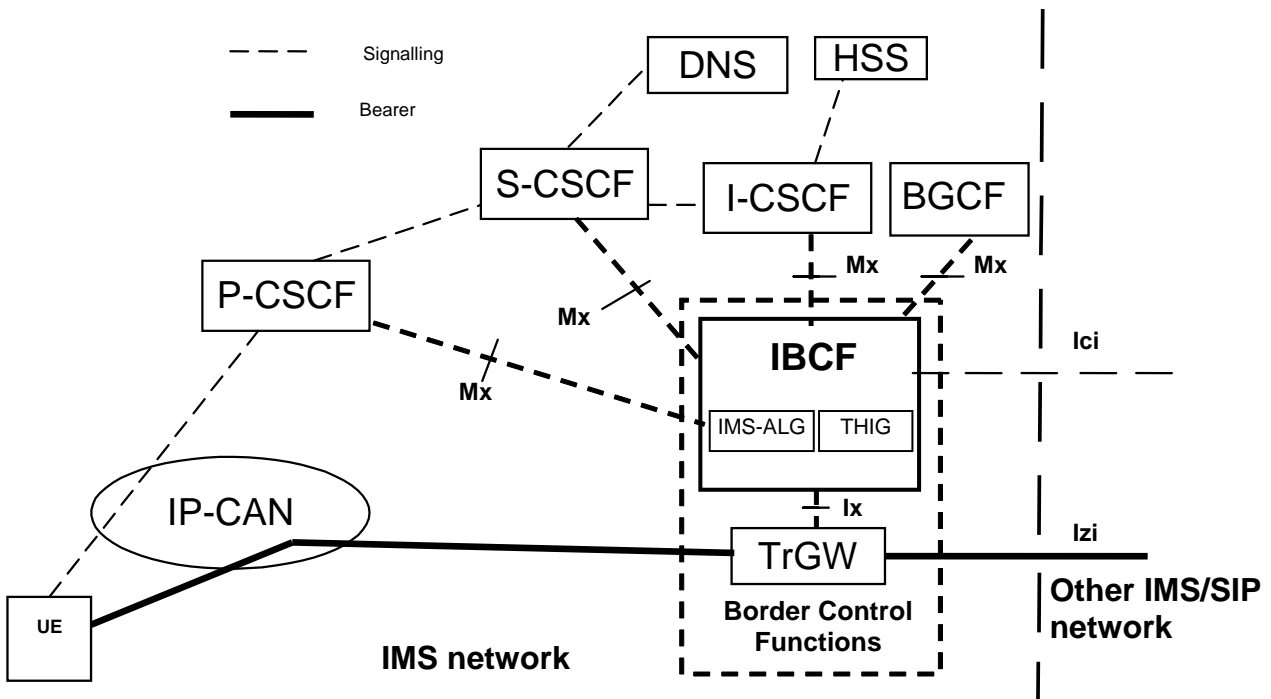 DNS
HSS
Signalling
Bearer
S-CSCF
I-CSCF
BGCF
P-CSCF
Mx
Mx
Mx
Mx
IBCF
Ici
IMS-ALG
THIG
IP-CAN
Ix
Izi
TrGW
UE
Border Control
Functions
Other IMS/SIP
network
IMS network